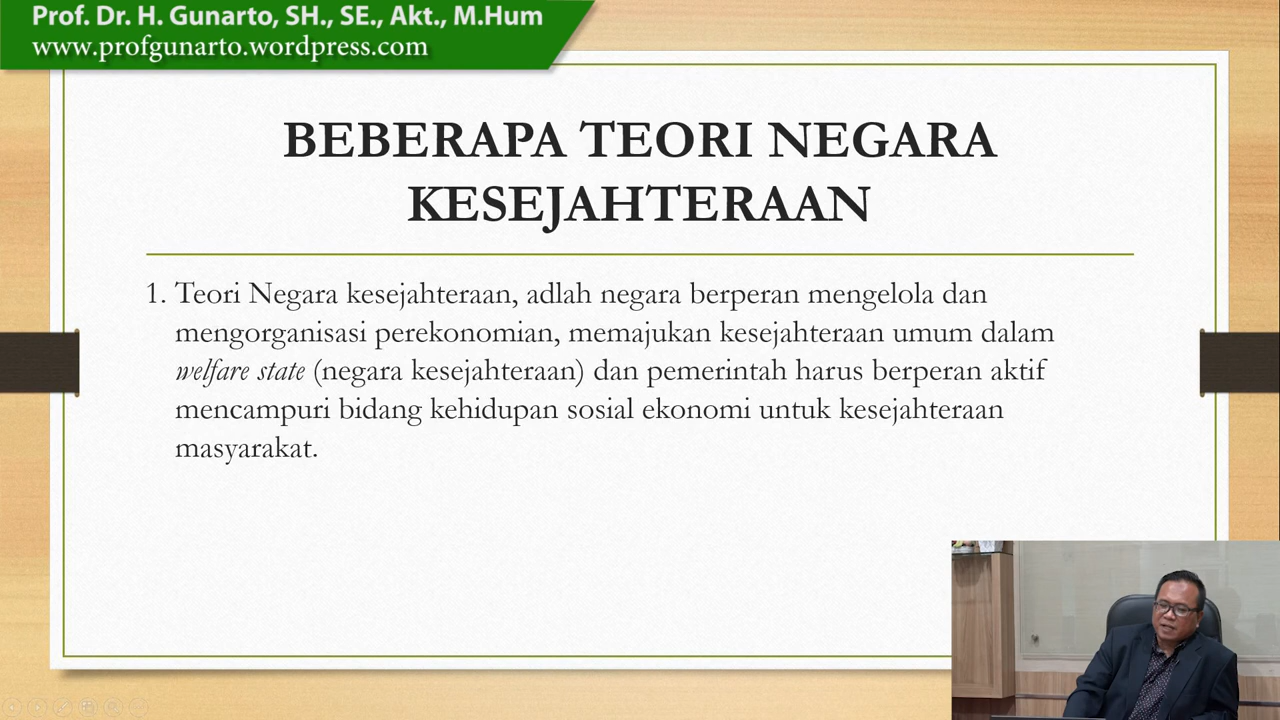 Prof. Dr. H. Gunarto, SH., SE., Akt., M.Hum
www.profgunarto.wordpress.com
BEBERAPA TEORI NEGARA
KESEJAHTERAAN
1. Teori Negara kesejahteraan, adlah negara berperan mengelola dan
mengorganisasi perekonomian, memajukan kesejahteraan umum dalam
welfare state (negara kesejahteraan) dan pemerintah harus berperan aktif
mencampuri bidang kehidupan sosial ekonomi untuk kesejahteraan
masyarakat.